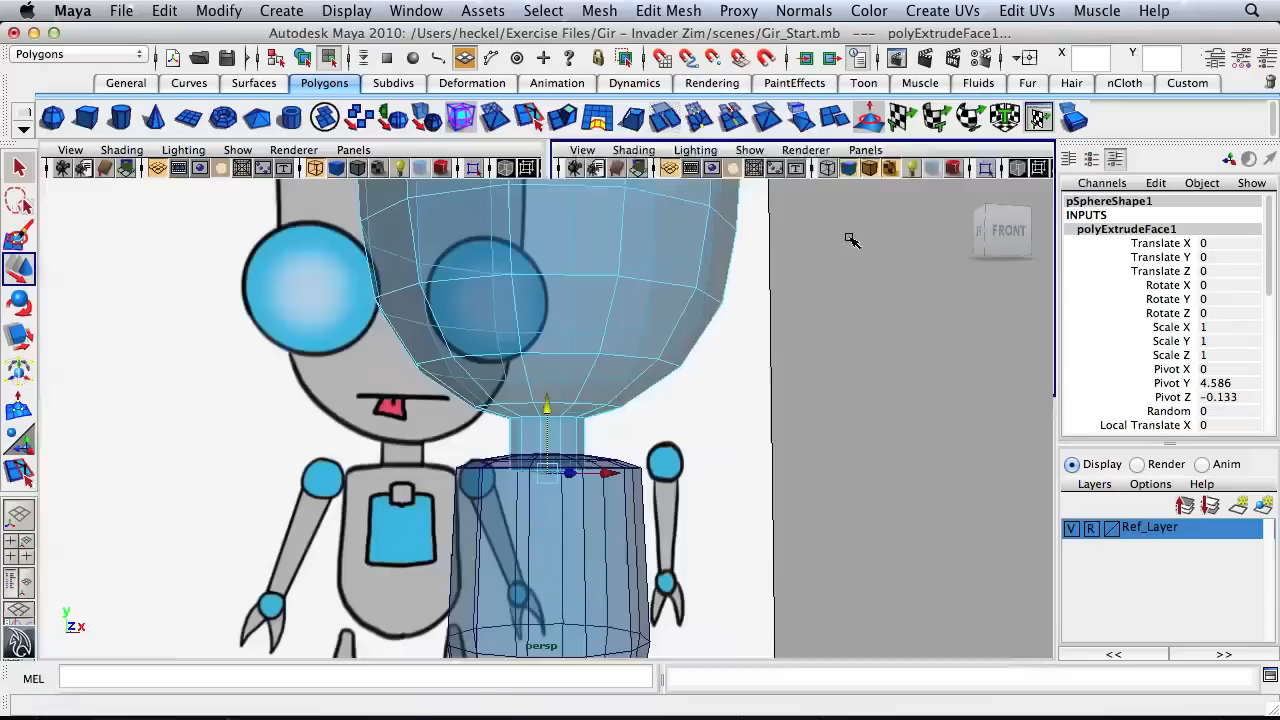 Maya File Edit Modify Create Display Window Assets Select Mesh Edit Mesh Proxy Normals Color Create UVs Edit UVs Muscle Help
Autodesk Maya 2010: /Users/heckel/Exercise Files/Gir - Invader Zim/scenes/Gir_Start.mb --- polyExtrudeFace1...
Polygons X Y
General Curves Surfaces Polygons Subdivs Deformation Animation Dynamics Rendering PaintEffects Toon Muscle Fluids Fur Hair nCloth Custom
View Shading Lighting Show Renderer Panels View Shading Lighting Show Renderer Panels
Channels Edit Object Show
pSphereShape1
INPUTS
polyExtrudeFace1
Translate X 0
Translate Y 0
Translate Z 0
Rotate X 0
Rotate Y 0
Rotate Z 0
Scale X 1
Scale Y 1
Scale Z 1
Pivot X 0
Pivot Y 4.586
Pivot Z -0.133
Random 0
Local Translate X 0
FRONT
Display Render Anim
Layers Options Help
V R Ref_Layer
y
z x
persp
<< >>
MEL